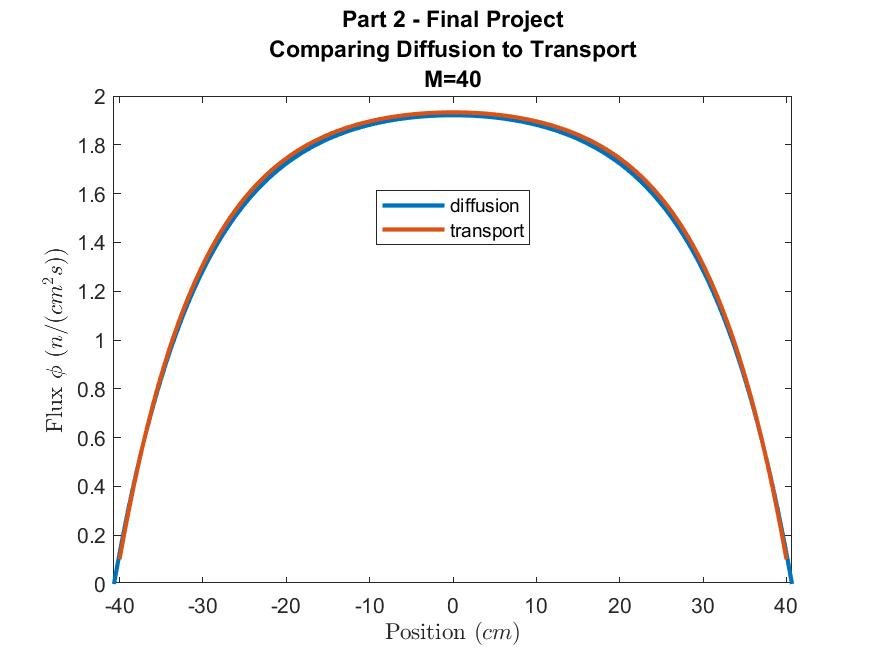 Part 2 - Final Project
Comparing Diffusion to Transport
M=40
2
1.8
1.6
1.4
1.2
1
0.8
0.6
0.4
0.2
0
Flux ϕ (n/(cm²s))
diffusion
transport
-40 -30 -20 -10 0 10 20 30 40
Position (cm)